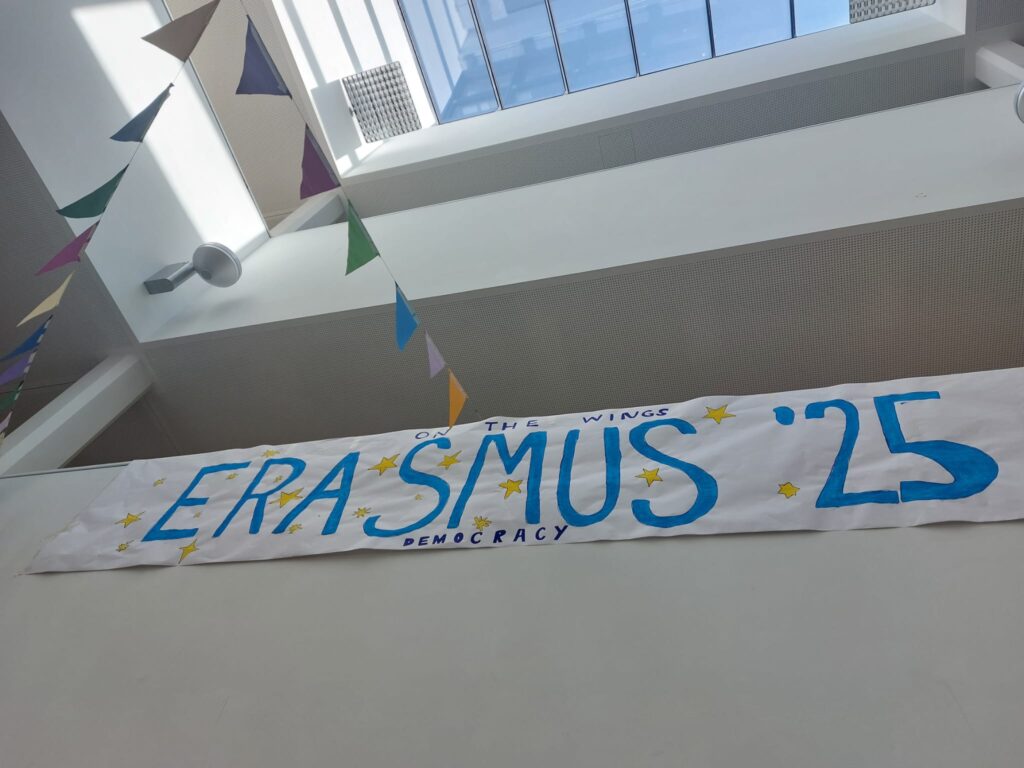 ON THE WINGS
ERASMUS '25
DEMOCRACY